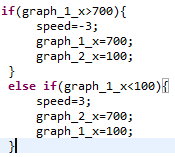 if(graph_1_x>700){
speed=-3;
graph_1_x=700;
graph_2_x=100;
}
else if(graph_1_x<100){
speed=3;
graph_2_x=700;
graph_1_x=100;
}